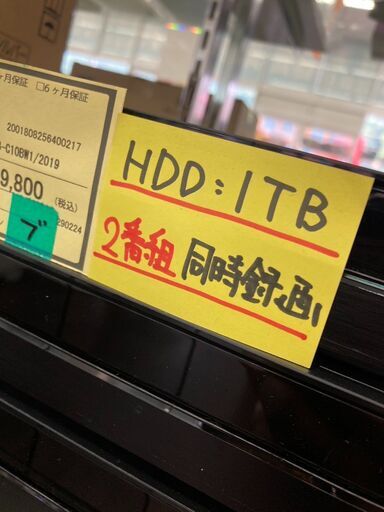 ヶ月保証 □6ヶ月保証
2001808256400217
-C10BW1/2019
9,800 (税込)
290224
ブ
HDD:1TB
2番組同時録画